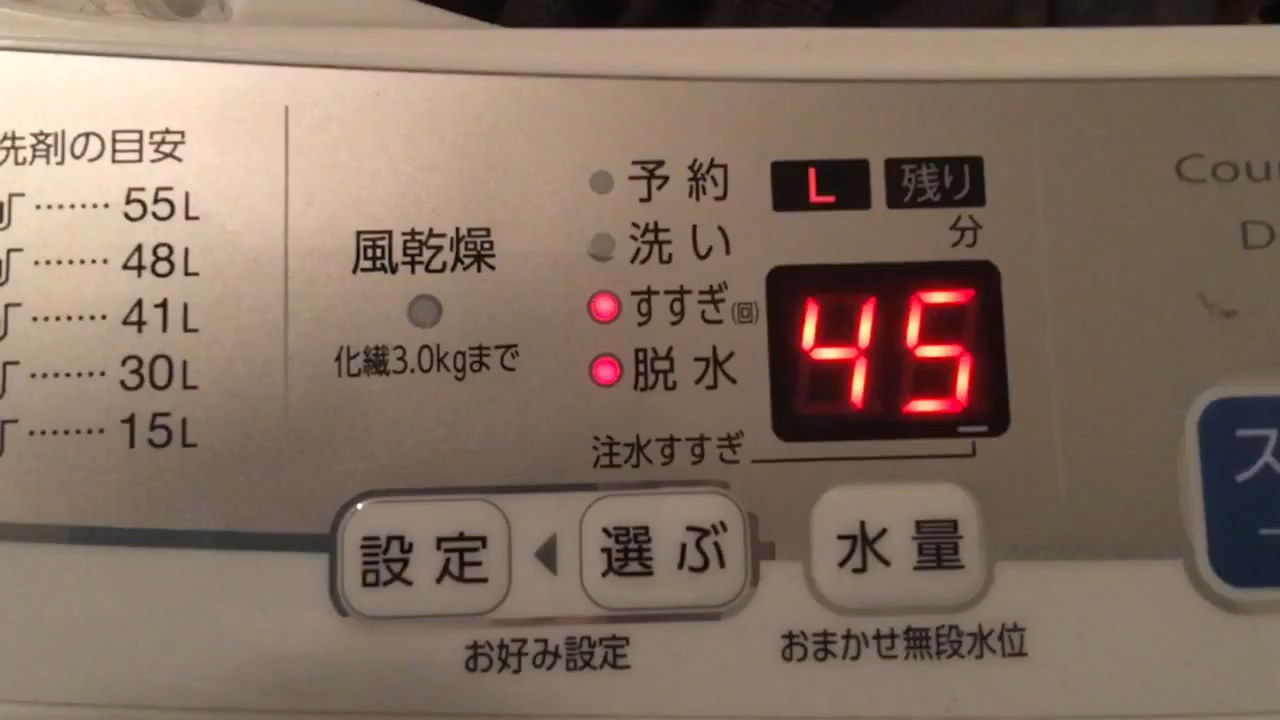 洗剤の目安
55L
48L
41L
30L
15L
風乾燥
化繊3.0kgまで
予約
洗い
すすぎ(回)
脱水
注水すすぎ
L
残り
分
45
設定
選ぶ
お好み設定
水量
おまかせ無段水位
Cou
D
ス